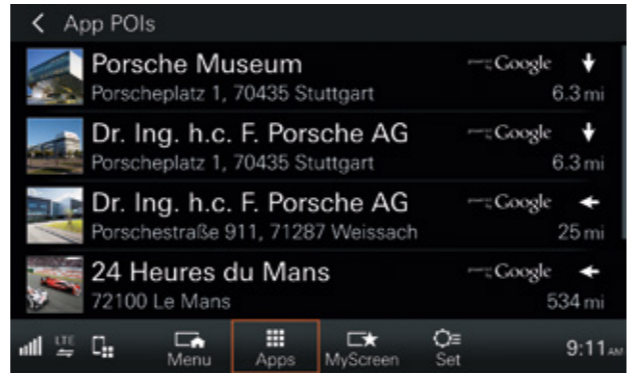 App POIs
Porsche Museum Google
Porscheplatz 1, 70435 Stuttgart 6.3 mi
Dr. Ing. h.c. F. Porsche AG Google
Porscheplatz 1, 70435 Stuttgart 6.3 mi
Dr. Ing. h.c. F. Porsche AG Google
Porschestraße 911, 71287 Weissach 25 mi
24 Heures du Mans Google
72100 Le Mans 534 mi
LTE
Menu Apps MyScreen Set 9:11 AM